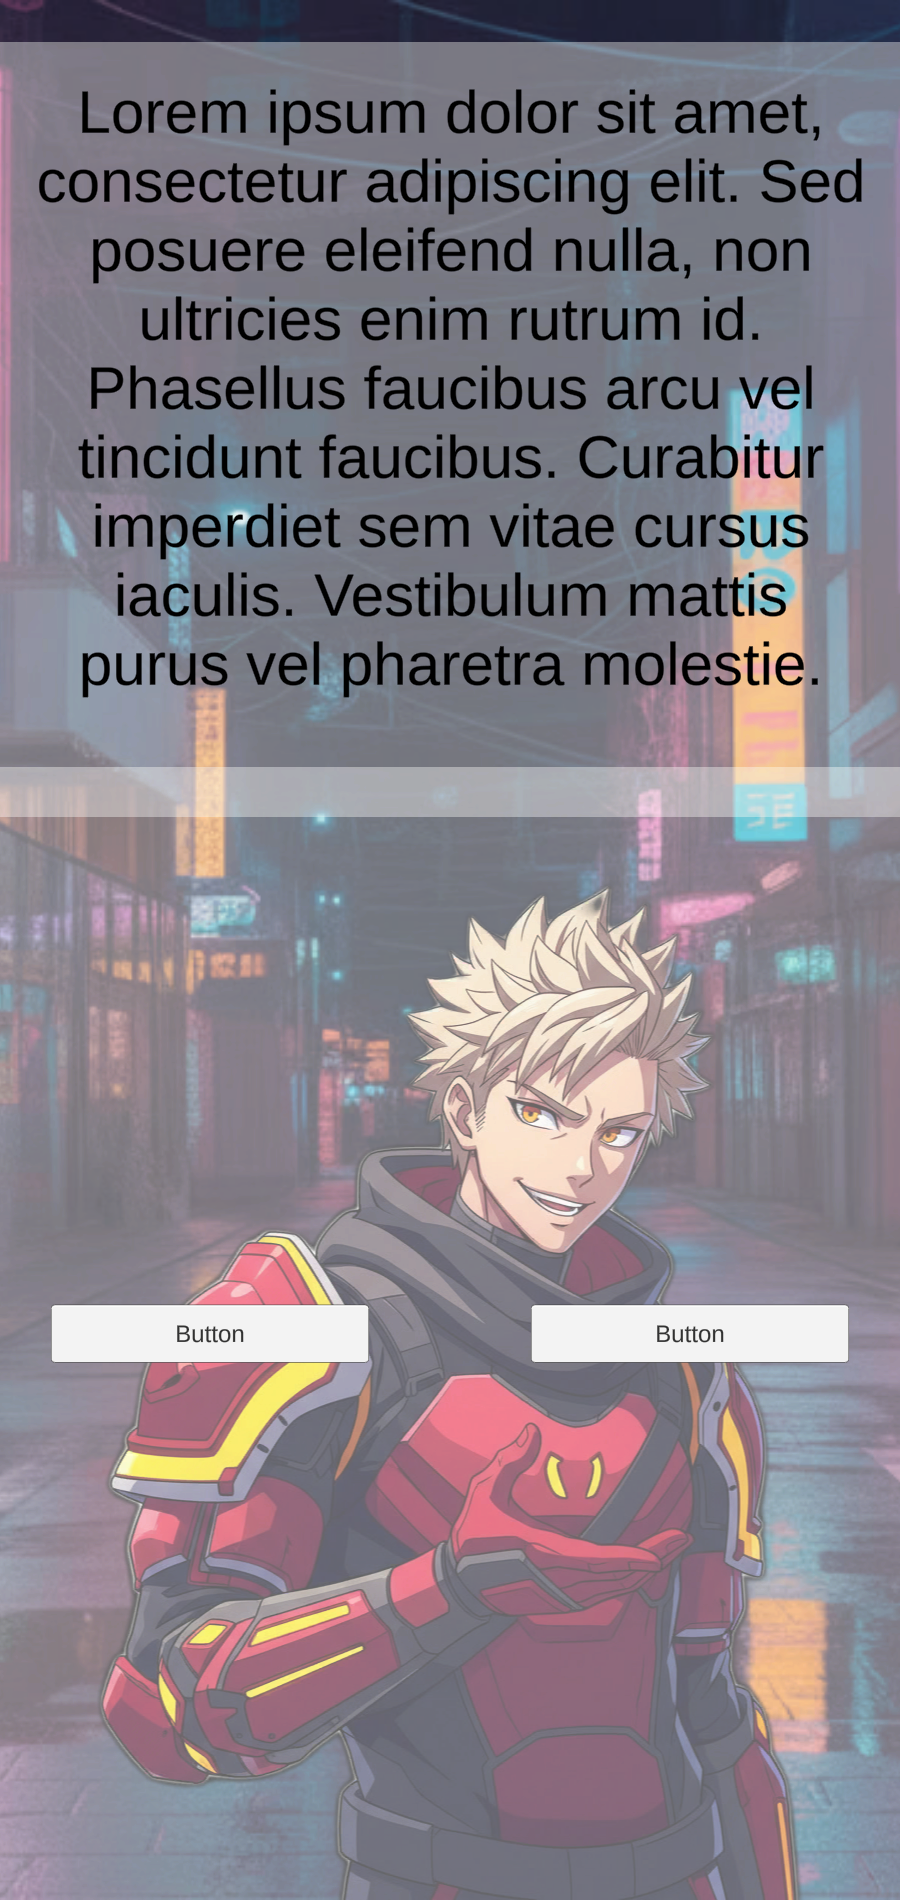 Lorem ipsum dolor sit amet,
consectetur adipiscing elit. Sed
posuere eleifend nulla, non
ultricies enim rutrum id.
Phasellus faucibus arcu vel
tincidunt faucibus. Curabitur
imperdiet sem vitae cursus
iaculis. Vestibulum mattis
purus vel pharetra molestie.
Button
Button